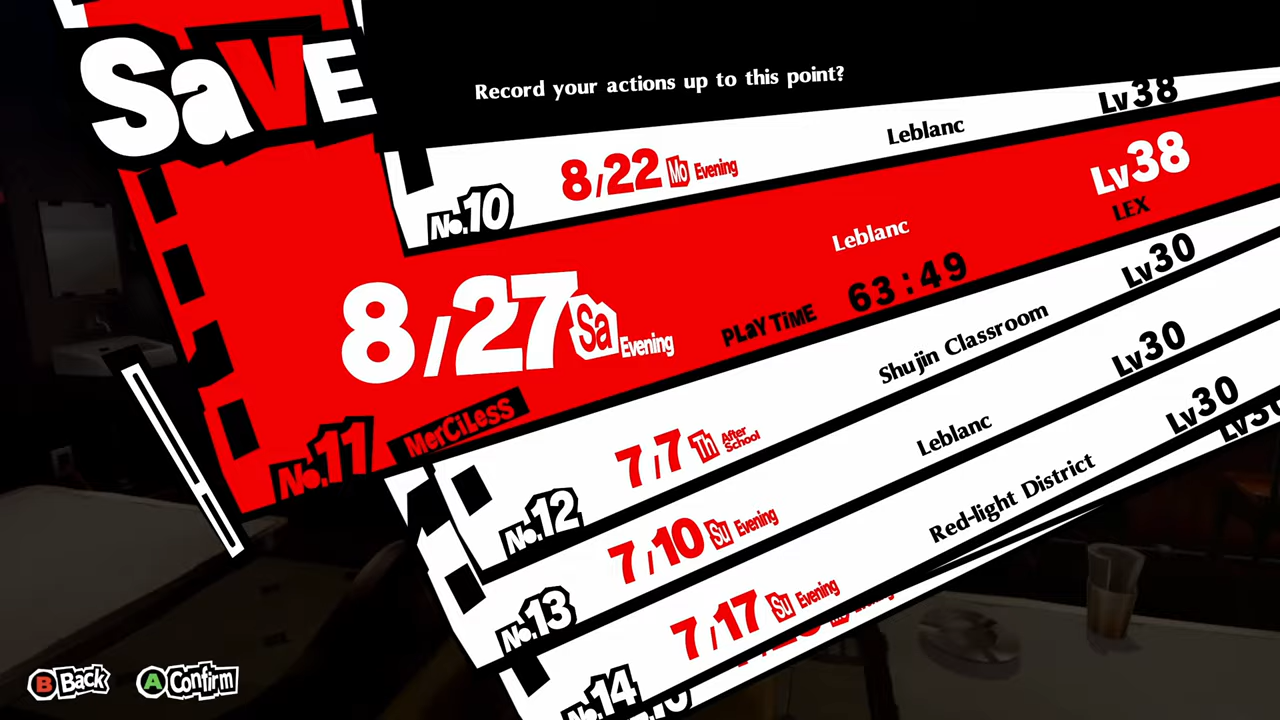 SaVE
Record your actions up to this point?
No.10 8/22 Mo Evening Leblanc Lv38
No.11 8/27 Sa Evening Leblanc Lv38
MerCiLesS PLaY TiME 63:49 LEX
No.12 7/7 Th After School Shujin Classroom Lv30
No.13 7/10 Su Evening Leblanc Lv30
No.14 7/17 Su Evening Red-light District Lv30
B Back A Confirm